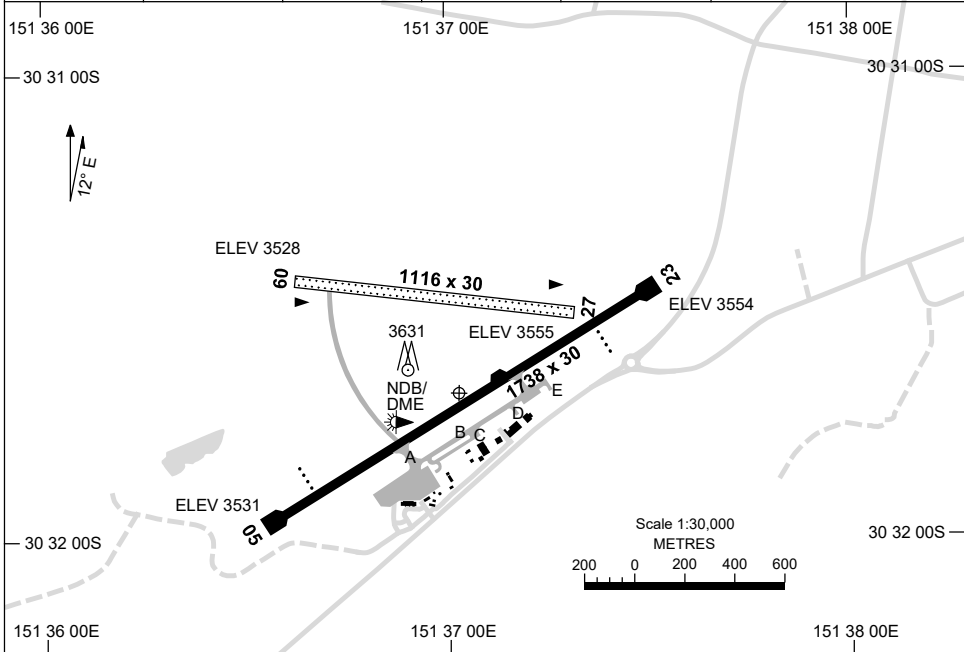 151 36 00E
151 37 00E
151 38 00E
30 31 00S
30 31 00S
12° E
ELEV 3528
09
1116 x 30
27
23
ELEV 3554
ELEV 3555
3631
NDB/
DME
1738 x 30
E
D
C
B
A
ELEV 3531
05
30 32 00S
30 32 00S
Scale 1:30,000
METRES
200 0 200 400 600
151 36 00E
151 37 00E
151 38 00E